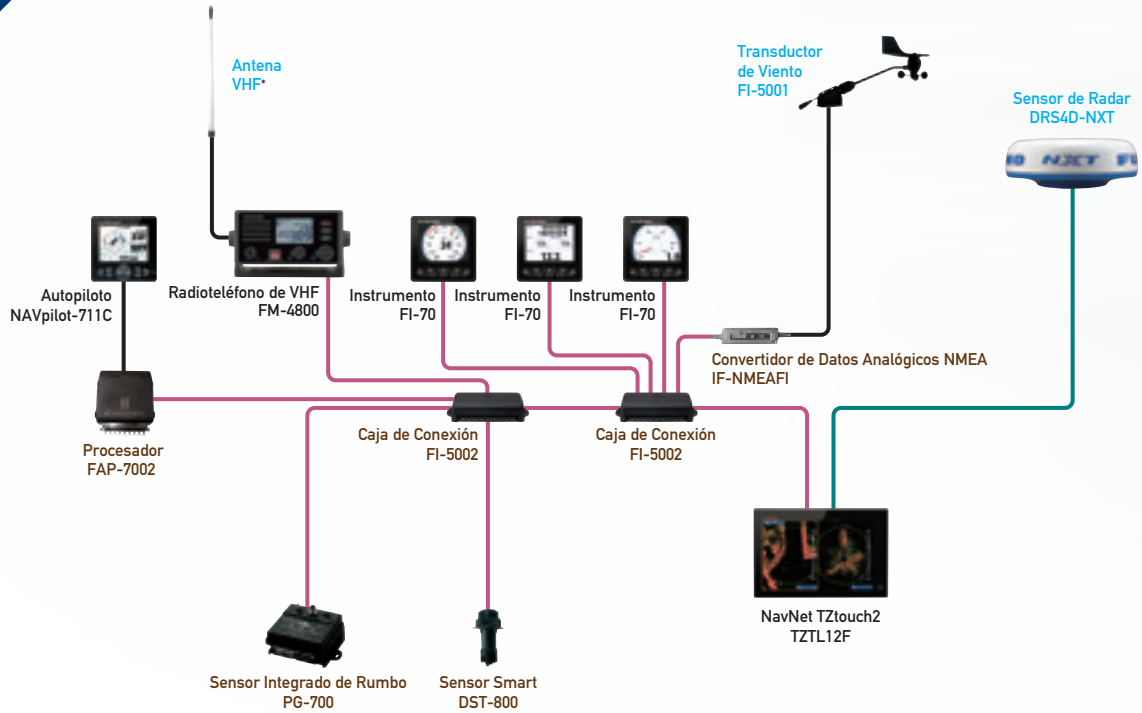 Antena
VHF*
Transductor
de Viento
FI-5001
Sensor de Radar
DRS4D-NXT
NXT
Autopiloto
NAVpilot-711C
Radioteléfono de VHF
FM-4800
Instrumento
FI-70
Instrumento
FI-70
Instrumento
FI-70
Convertidor de Datos Analógicos NMEA
IF-NMEAFI
Procesador
FAP-7002
Caja de Conexión
FI-5002
Caja de Conexión
FI-5002
NavNet TZtouch2
TZTL12F
Sensor Integrado de Rumbo
PG-700
Sensor Smart
DST-800